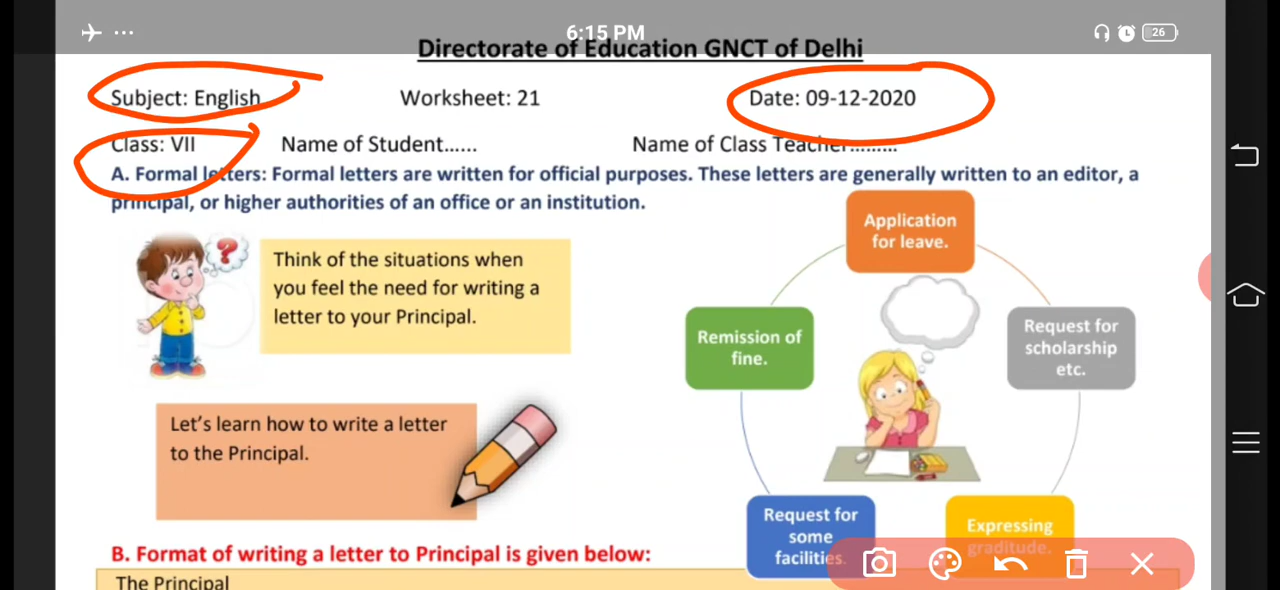 6:15 PM
26
Directorate of Education GNCT of Delhi
Subject: English Worksheet: 21 Date: 09-12-2020
Class: VII Name of Student...... Name of Class Teacher.........
A. Formal letters: Formal letters are written for official purposes. These letters are generally written to an editor, a
principal, or higher authorities of an office or an institution.
?
Think of the situations when
you feel the need for writing a
letter to your Principal.
Application
for leave.
Remission of
fine.
Request for
scholarship
etc.
Let's learn how to write a letter
to the Principal.
Request for
some
facilities.
Expressing
graditude.
B. Format of writing a letter to Principal is given below:
The Principal